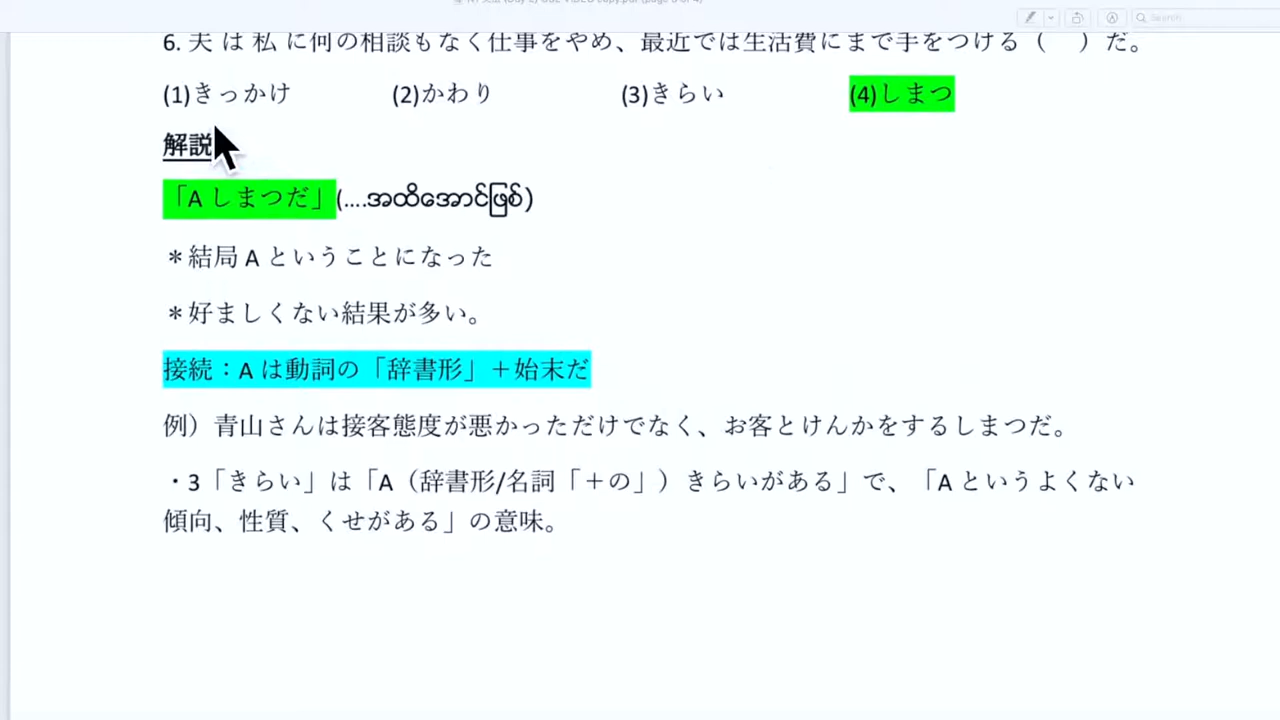 6. 夫 は 私 に何の相談もなく仕事をやめ、最近では生活費にまで手をつける（　）だ。
(1)きっかけ (2)かわり (3)きらい (4)しまつ
解説
「A しまつだ」(....အထိအောင်ဖြစ်)
＊結局 A ということになった
＊好ましくない結果が多い。
接続：A は動詞の「辞書形」＋始末だ
例）青山さんは接客態度が悪かっただけでなく、お客とけんかをするしまつだ。
・3「きらい」は「A（辞書形/名詞「＋の」）きらいがある」で、「A というよくない
傾向、性質、くせがある」の意味。
Search